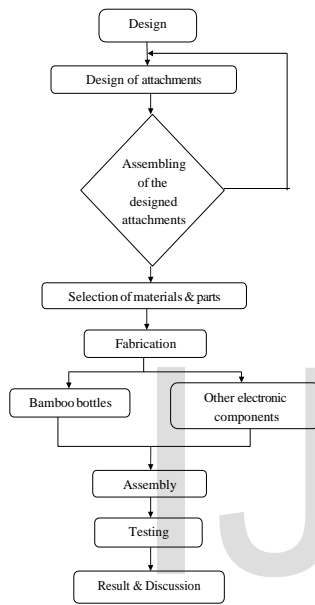 Design
Design of attachments
Assembling
of the
designed
attachments
Selection of materials & parts
Fabrication
Bamboo bottles
Other electronic
components
Assembly
Testing
Result & Discussion
IJ